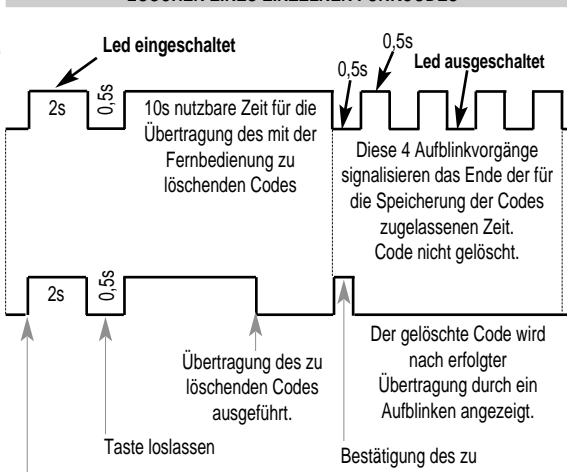 LÖSCHEN EINES EINZELNEN FUNKCODES
Led eingeschaltet
0,5s
0,5s
Led ausgeschaltet
2s
0,5s
10s nutzbare Zeit für die
Übertragung des mit der
Fernbedienung zu
löschenden Codes
Diese 4 Aufblinkvorgänge
signalisieren das Ende der für
die Speicherung der Codes
zugelassenen Zeit.
Code nicht gelöscht.
2s
0,5s
Übertragung des zu
löschenden Codes
ausgeführt.
Der gelöschte Code wird
nach erfolgter
Übertragung durch ein
Aufblinken angezeigt.
Taste loslassen
Bestätigung des zu